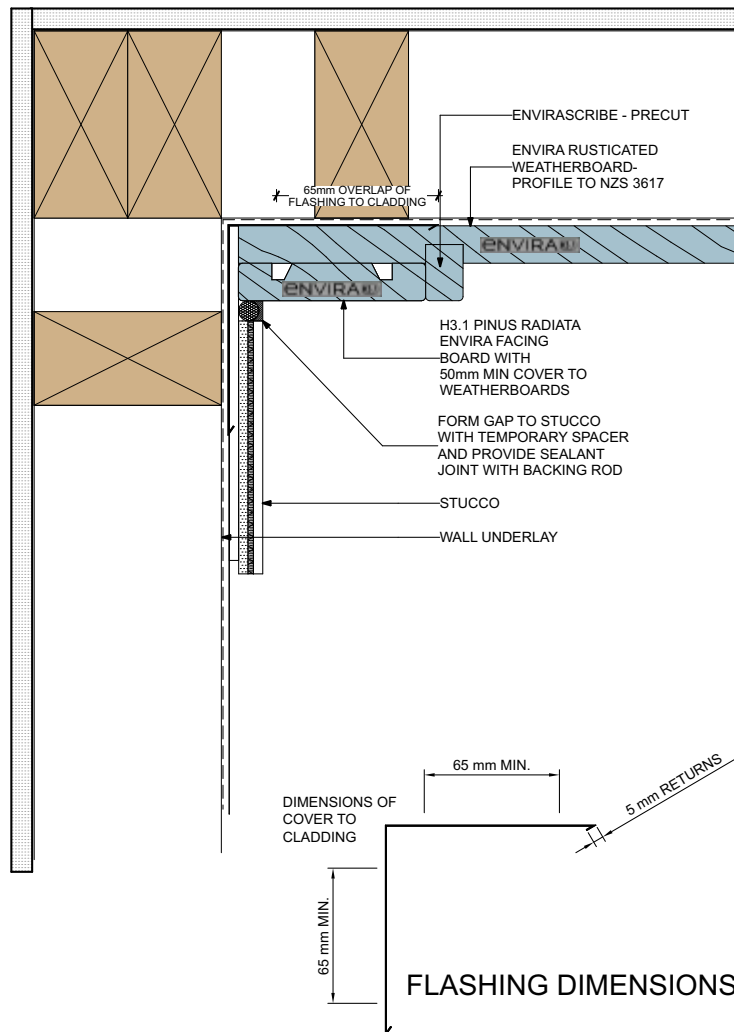 ENVIRASCRIBE - PRECUT
ENVIRA RUSTICATED
WEATHERBOARD-
PROFILE TO NZS 3617
65mm OVERLAP OF
FLASHING TO CLADDING
ENVIRA
ENVIRA
H3.1 PINUS RADIATA
ENVIRA FACING
BOARD WITH
50mm MIN COVER TO
WEATHERBOARDS
FORM GAP TO STUCCO
WITH TEMPORARY SPACER
AND PROVIDE SEALANT
JOINT WITH BACKING ROD
STUCCO
WALL UNDERLAY
65 mm MIN.
5 mm RETURNS
DIMENSIONS OF
COVER TO
CLADDING
65 mm MIN.
FLASHING DIMENSIONS